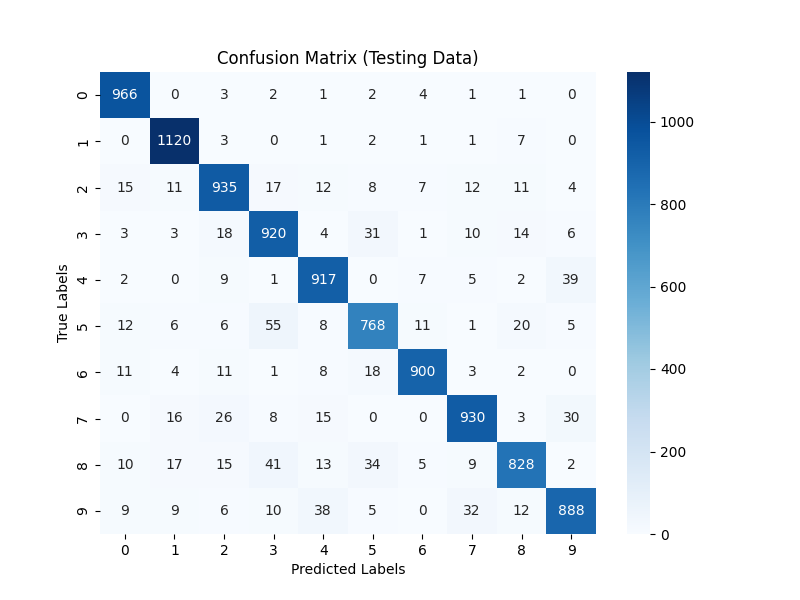 Confusion Matrix (Testing Data)
0 966 0 3 2 1 2 4 1 1 0
1 0 1120 3 0 1 2 1 1 7 0
2 15 11 935 17 12 8 7 12 11 4
3 3 3 18 920 4 31 1 10 14 6
4 2 0 9 1 917 0 7 5 2 39
5 12 6 6 55 8 768 11 1 20 5
6 11 4 11 1 8 18 900 3 2 0
7 0 16 26 8 15 0 0 930 3 30
8 10 17 15 41 13 34 5 9 828 2
9 9 9 6 10 38 5 0 32 12 888
0 1 2 3 4 5 6 7 8 9
Predicted Labels
True Labels
1000
800
600
400
200
0